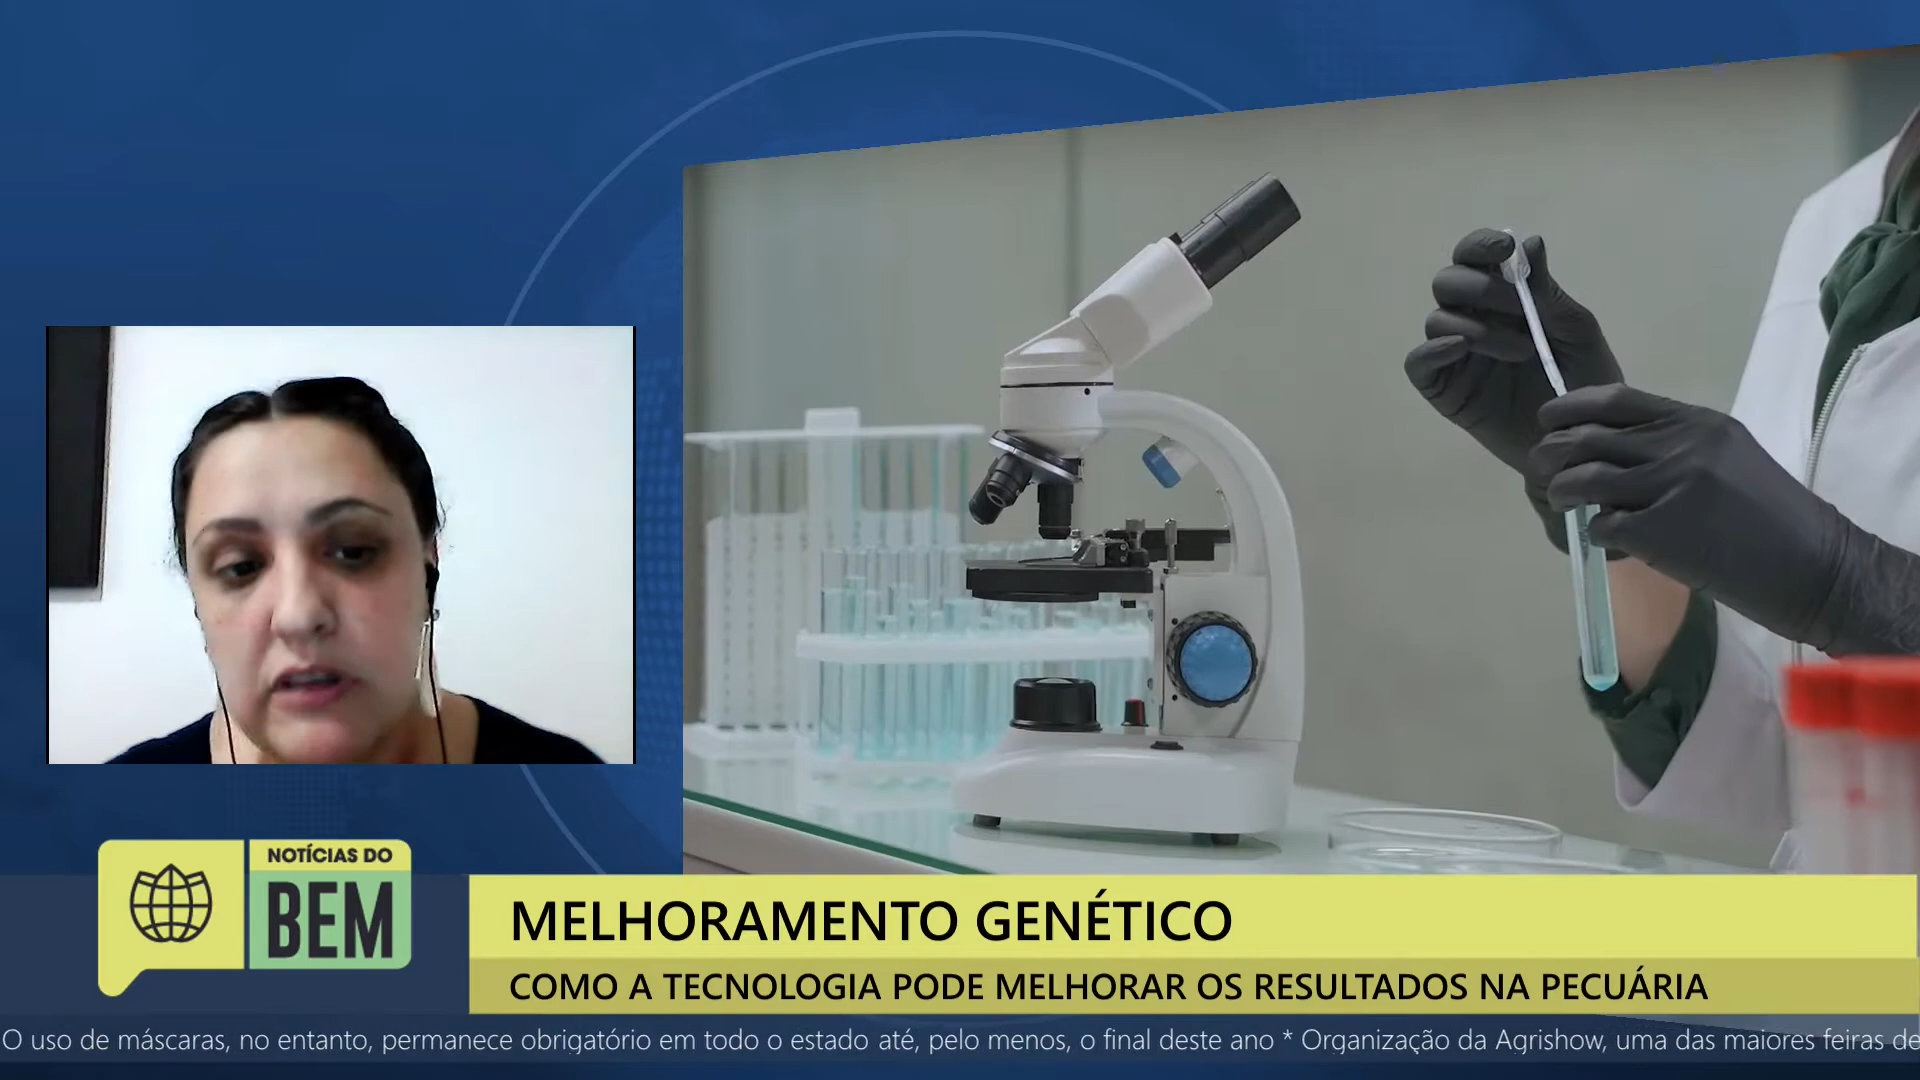 NOTÍCIAS DO
BEM
MELHORAMENTO GENÉTICO
COMO A TECNOLOGIA PODE MELHORAR OS RESULTADOS NA PECUÁRIA
O uso de máscaras, no entanto, permanece obrigatório em todo o estado até, pelo menos, o final deste ano * Organização da Agrishow, uma das maiores feiras de